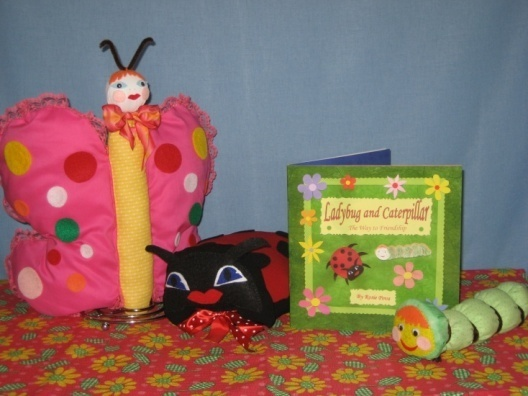 Ladybug and Caterpillar
The Way to Friendship